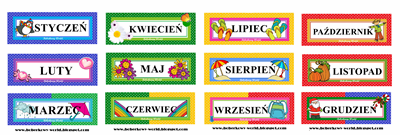 STYCZEŃ
KWIECIEŃ
LIPIEC
PAŹDZIERNIK
LUTY
MAJ
SIERPIEŃ
LISTOPAD
MARZEC
CZERWIEC
WRZESIEŃ
GRUDZIEŃ